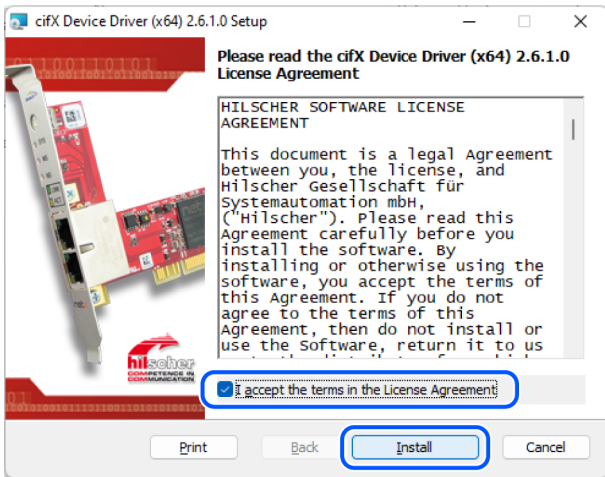 cifX Device Driver (x64) 2.6.1.0 Setup
Please read the cifX Device Driver (x64) 2.6.1.0
License Agreement
HILSCHER SOFTWARE LICENSE
AGREEMENT
This document is a legal Agreement
between you, the license, and
Hilscher Gesellschaft für
Systemautomation mbH,
("Hilscher"). Please read this
Agreement carefully before you
install the software. By
installing or otherwise using the
software, you accept the terms of
this Agreement. If you do not
agree to the terms of this
Agreement, then do not install or
use the Software, return it to us
hilscher
COMPETENCE IN
COMMUNICATION
I accept the terms in the License Agreement
Print
Back
Install
Cancel